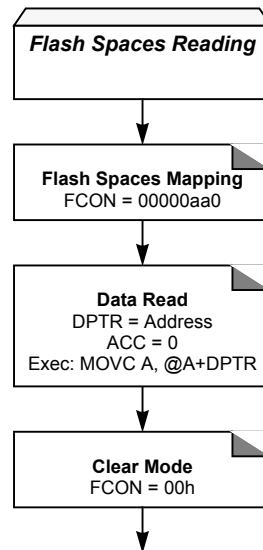 Flash Spaces Reading
Flash Spaces Mapping
FCON = 00000aa0
Data Read
DPTR = Address
ACC = 0
Exec: MOVC A, @A+DPTR
Clear Mode
FCON = 00h